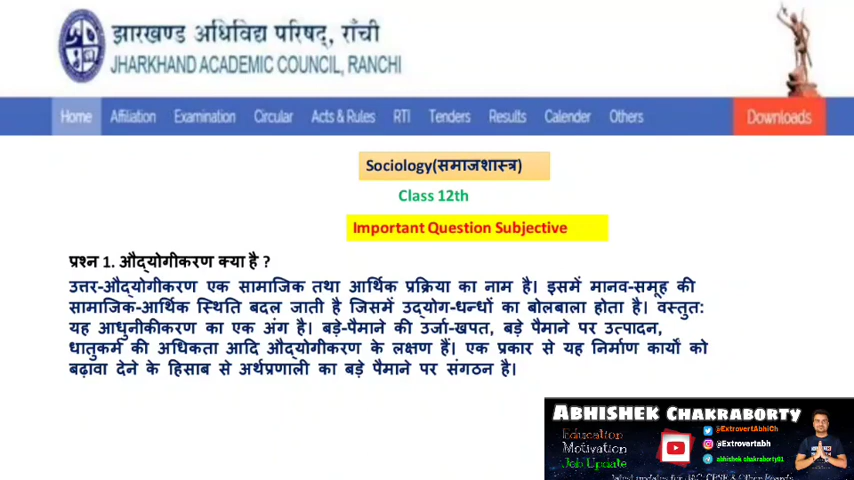 झारखण्ड अधिविद्य परिषद्, राँची
JHARKHAND ACADEMIC COUNCIL, RANCHI
Home Affiliation Examination Circular Acts & Rules RTI Tenders Results Calender Others Downloads
Sociology(समाजशास्त्र)
Class 12th
Important Question Subjective
प्रश्न 1. औद्योगीकरण क्या है ?
उत्तर-औद्योगीकरण एक सामाजिक तथा आर्थिक प्रक्रिया का नाम है। इसमें मानव-समूह की
सामाजिक-आर्थिक स्थिति बदल जाती है जिसमें उद्योग-धन्धों का बोलबाला होता है। वस्तुत:
यह आधुनीकीकरण का एक अंग है। बड़े-पैमाने की उर्जा-खपत, बड़े पैमाने पर उत्पादन,
धातुकर्म की अधिकता आदि औद्योगीकरण के लक्षण हैं। एक प्रकार से यह निर्माण कार्यों को
बढ़ावा देने के हिसाब से अर्थप्रणाली का बड़े पैमाने पर संगठन है।
ABHISHEK CHAKRABORTY
Education
Motivation
Job Update
@ExtrovertAbhiCh
@Extrovertabh
abhishek chakraborty01